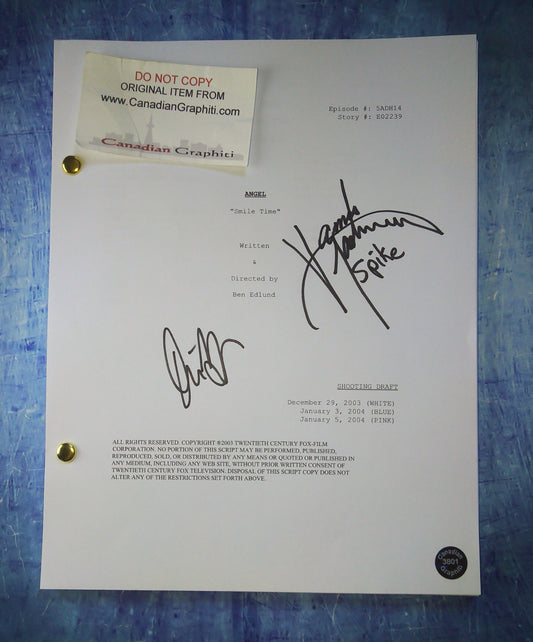 DO NOT COPY
ORIGINAL ITEM FROM
www.CanadianGraphiti.com
Canadian Graphiti
Episode #: 5ADH14
Story #: E02239
ANGEL
"Smile Time"
Written
&
Directed by
Ben Edlund
Spike
SHOOTING DRAFT
December 29, 2003 (WHITE)
January 3, 2004 (BLUE)
January 5, 2004 (PINK)
ALL RIGHTS RESERVED. COPYRIGHT ©2003 TWENTIETH CENTURY FOX-FILM
CORPORATION. NO PORTION OF THIS SCRIPT MAY BE PERFORMED, PUBLISHED,
REPRODUCED, SOLD, OR DISTRIBUTED BY ANY MEANS OR QUOTED OR PUBLISHED IN
ANY MEDIUM, INCLUDING ANY WEB SITE, WITHOUT PRIOR WRITTEN CONSENT OF
TWENTIETH CENTURY FOX TELEVISION. DISPOSAL OF THIS SCRIPT COPY DOES NOT
ALTER ANY OF THE RESTRICTIONS SET FORTH ABOVE.
Canadian
3801
Graphiti